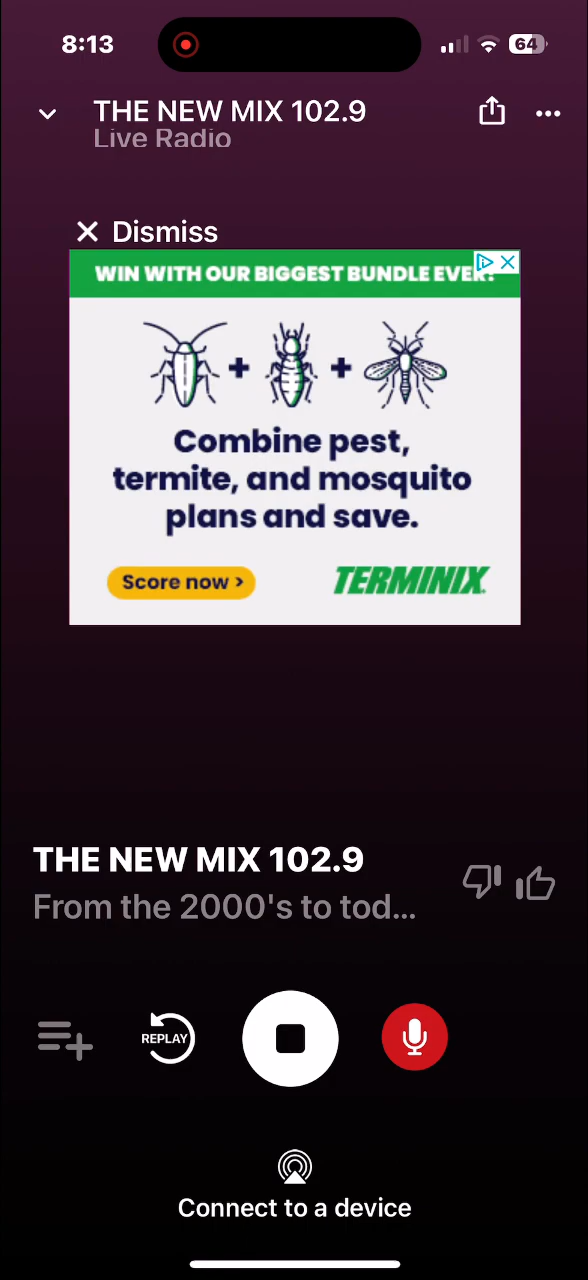 8:13
64
THE NEW MIX 102.9
Live Radio
Dismiss
WIN WITH OUR BIGGEST BUNDLE EVER!
Combine pest,
termite, and mosquito
plans and save.
Score now >
TERMINIX
THE NEW MIX 102.9
From the 2000's to tod...
REPLAY
Connect to a device